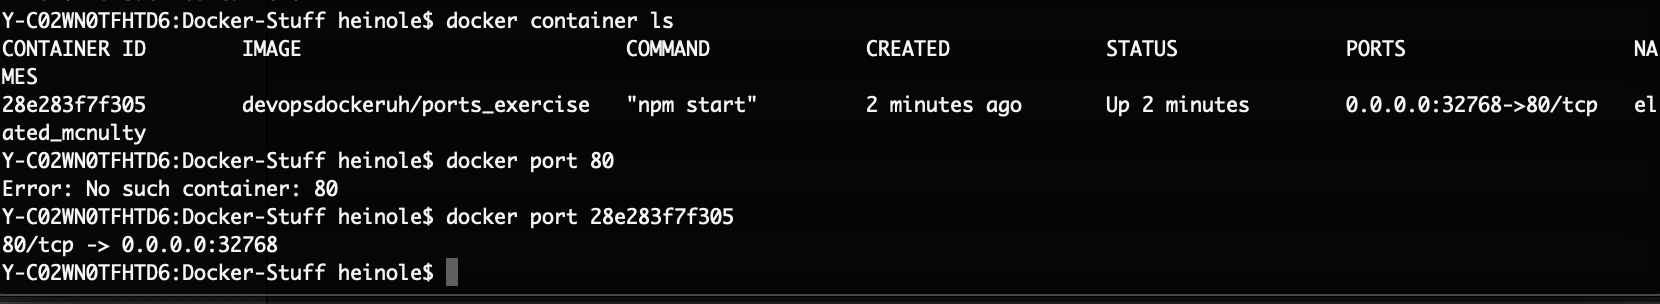 Y-C02WN0TFHTD6:Docker-Stuff heinole$ docker container ls
CONTAINER ID        IMAGE                           COMMAND             CREATED             STATUS              PORTS                   NA
MES
28e283f7f305        devopsdockeruh/ports_exercise   "npm start"         2 minutes ago       Up 2 minutes        0.0.0.0:32768->80/tcp   el
ated_mcnulty
Y-C02WN0TFHTD6:Docker-Stuff heinole$ docker port 80
Error: No such container: 80
Y-C02WN0TFHTD6:Docker-Stuff heinole$ docker port 28e283f7f305
80/tcp -> 0.0.0.0:32768
Y-C02WN0TFHTD6:Docker-Stuff heinole$